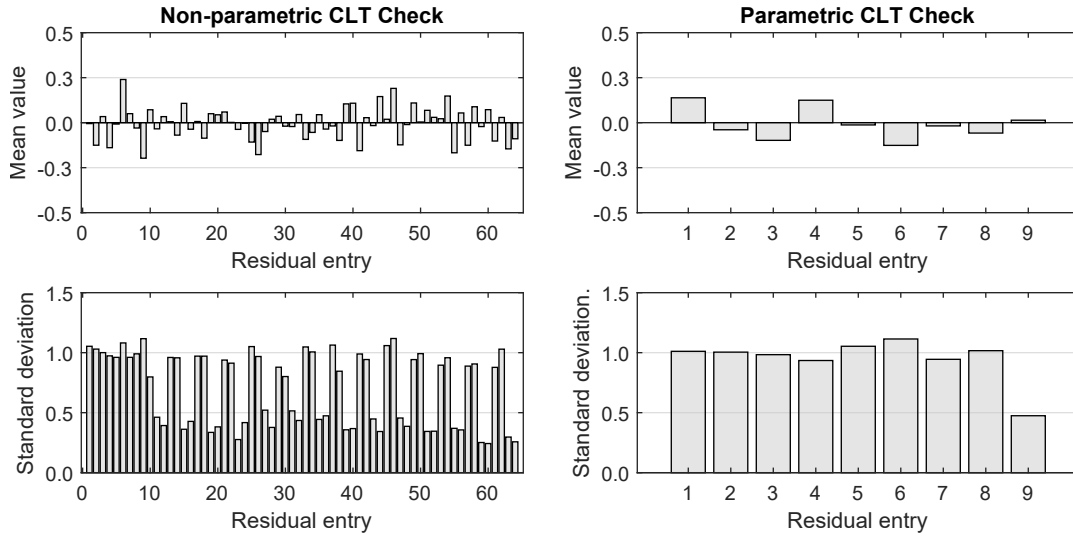 Non-parametric CLT Check
0.5
0.3
0.0
-0.3
-0.5
Mean value
0 10 20 30 40 50 60
Residual entry
Parametric CLT Check
0.5
0.3
0.0
-0.3
-0.5
Mean value
1 2 3 4 5 6 7 8 9
Residual entry
1.5
1.0
0.5
0.0
Standard deviation
0 10 20 30 40 50 60
Residual entry
1.5
1.0
0.5
0.0
Standard deviation.
1 2 3 4 5 6 7 8 9
Residual entry